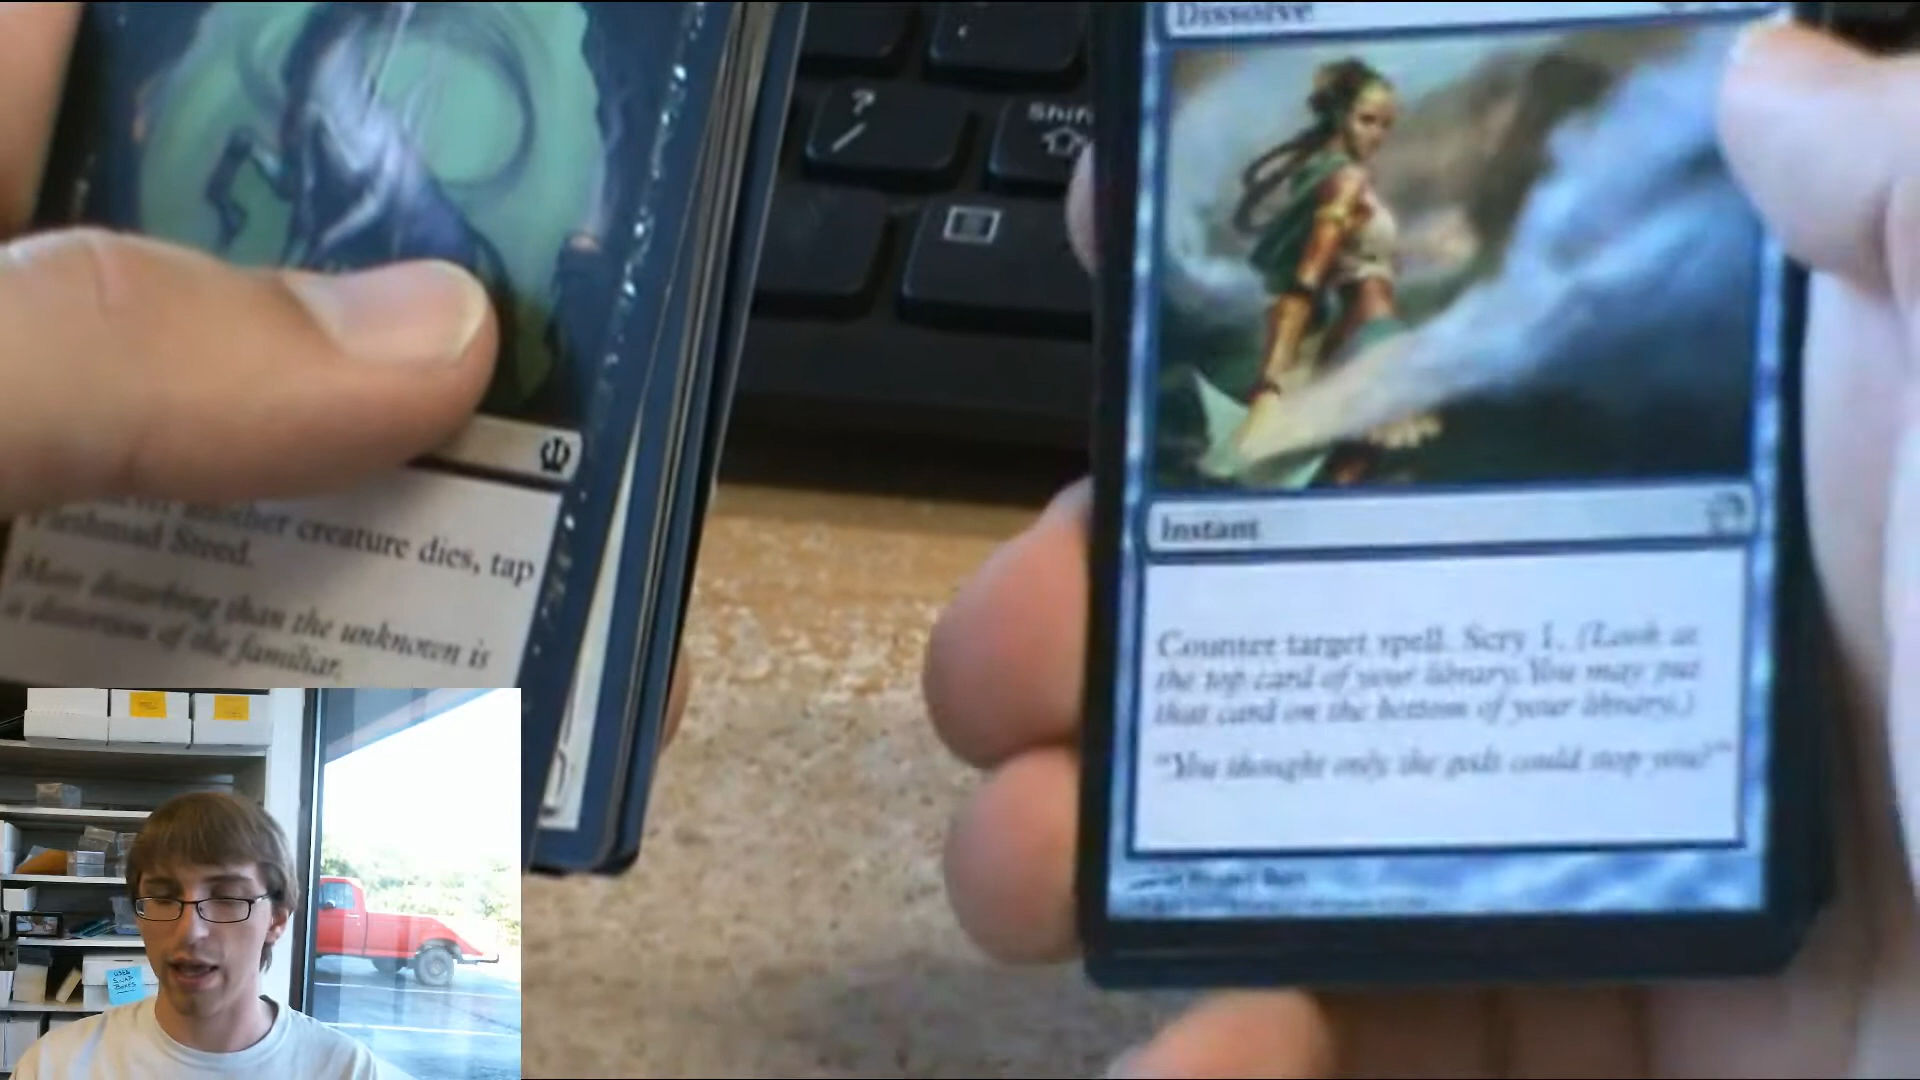 Dissolve
?
/
Shift
another creature dies, tap
Fleshmad Steed.
More disturbing than the unknown is
a distortion of the familiar.
Instant
Counter target spell. Scry 1. (Look at
the top card of your library. You may put
that card on the bottom of your library.)
"You thought only the gods could stop you?"
USED